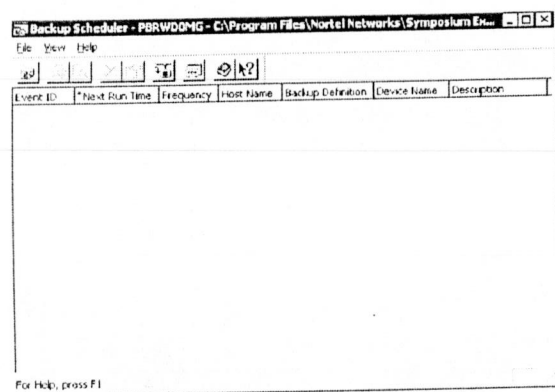 Backup Scheduler - PBRWD0MG - C:\Program Files\Nortel Networks\Symposium Ex...
File View Help
Event ID *Next Run Time Frequency Host Name Backup Definition Device Name Description
For Help, press F1